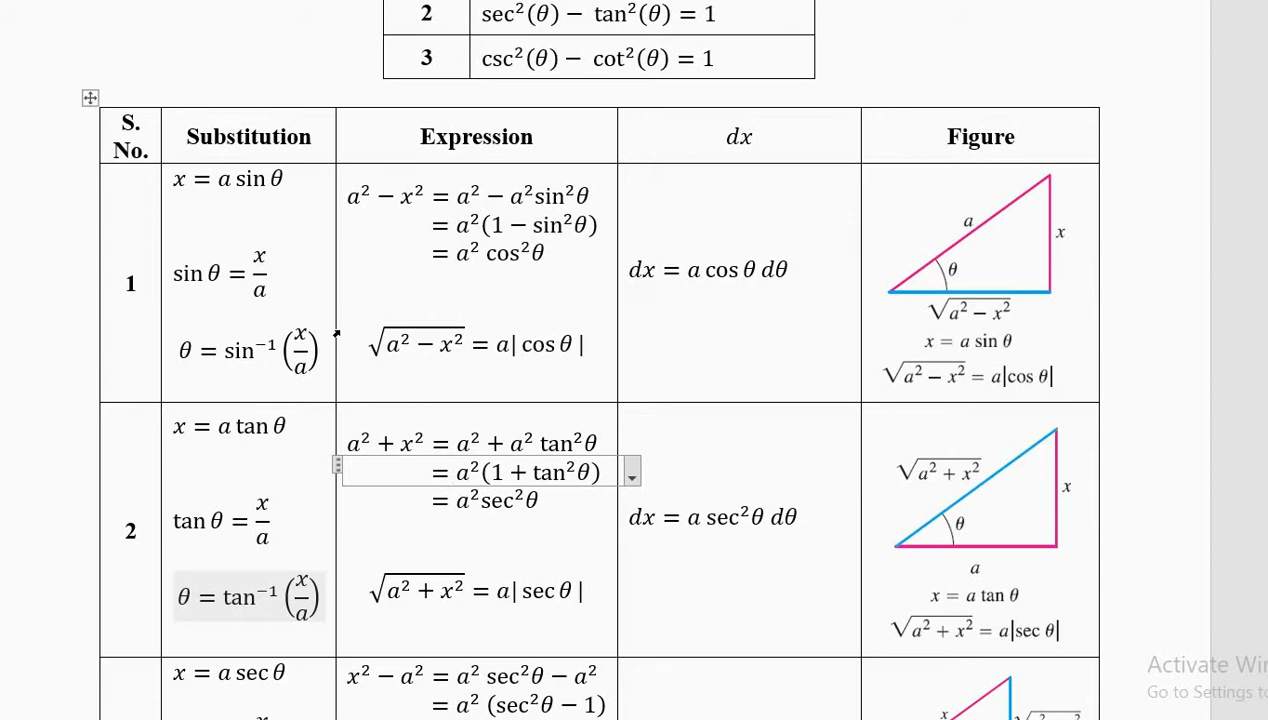 2 sec²(θ) − tan²(θ) = 1
3 csc²(θ) − cot²(θ) = 1
S. No. Substitution Expression dx Figure
1
x = a sin θ
sin θ = x/a
θ = sin⁻¹(x/a)
a² − x² = a² − a²sin²θ
= a²(1 − sin²θ)
= a² cos²θ
√(a² − x²) = a| cos θ |
dx = a cos θ dθ
a
x
θ
√(a² − x²)
x = a sin θ
√(a² − x²) = a|cos θ|
2
x = a tan θ
tan θ = x/a
θ = tan⁻¹(x/a)
a² + x² = a² + a² tan²θ
= a²(1 + tan²θ)
= a²sec²θ
√(a² + x²) = a| sec θ |
dx = a sec²θ dθ
√(a² + x²)
x
θ
a
x = a tan θ
√(a² + x²) = a|sec θ|
x = a sec θ
x² − a² = a² sec²θ − a²
= a² (sec²θ − 1)
x
Activate Win
Go to Settings to